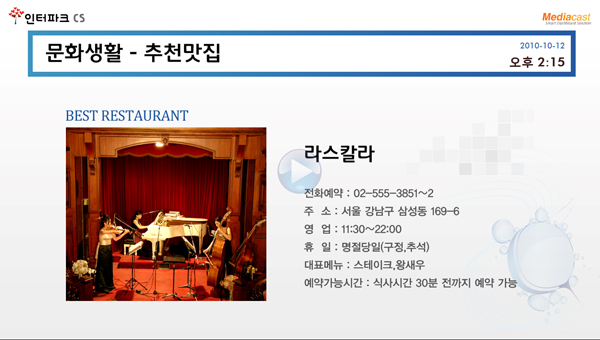 인터파크 CS
Mediacast
Smart Dashboard Solution
문화생활 - 추천맛집
2010-10-12
오후 2:15
BEST RESTAURANT
라스칼라
전화예약 : 02-555-3851~2
주 소 : 서울 강남구 삼성동 169-6
영 업 : 11:30~22:00
휴 일 : 명절당일(구정,추석)
대표메뉴 : 스테이크,왕새우
예약가능시간 : 식사시간 30분 전까지 예약 가능